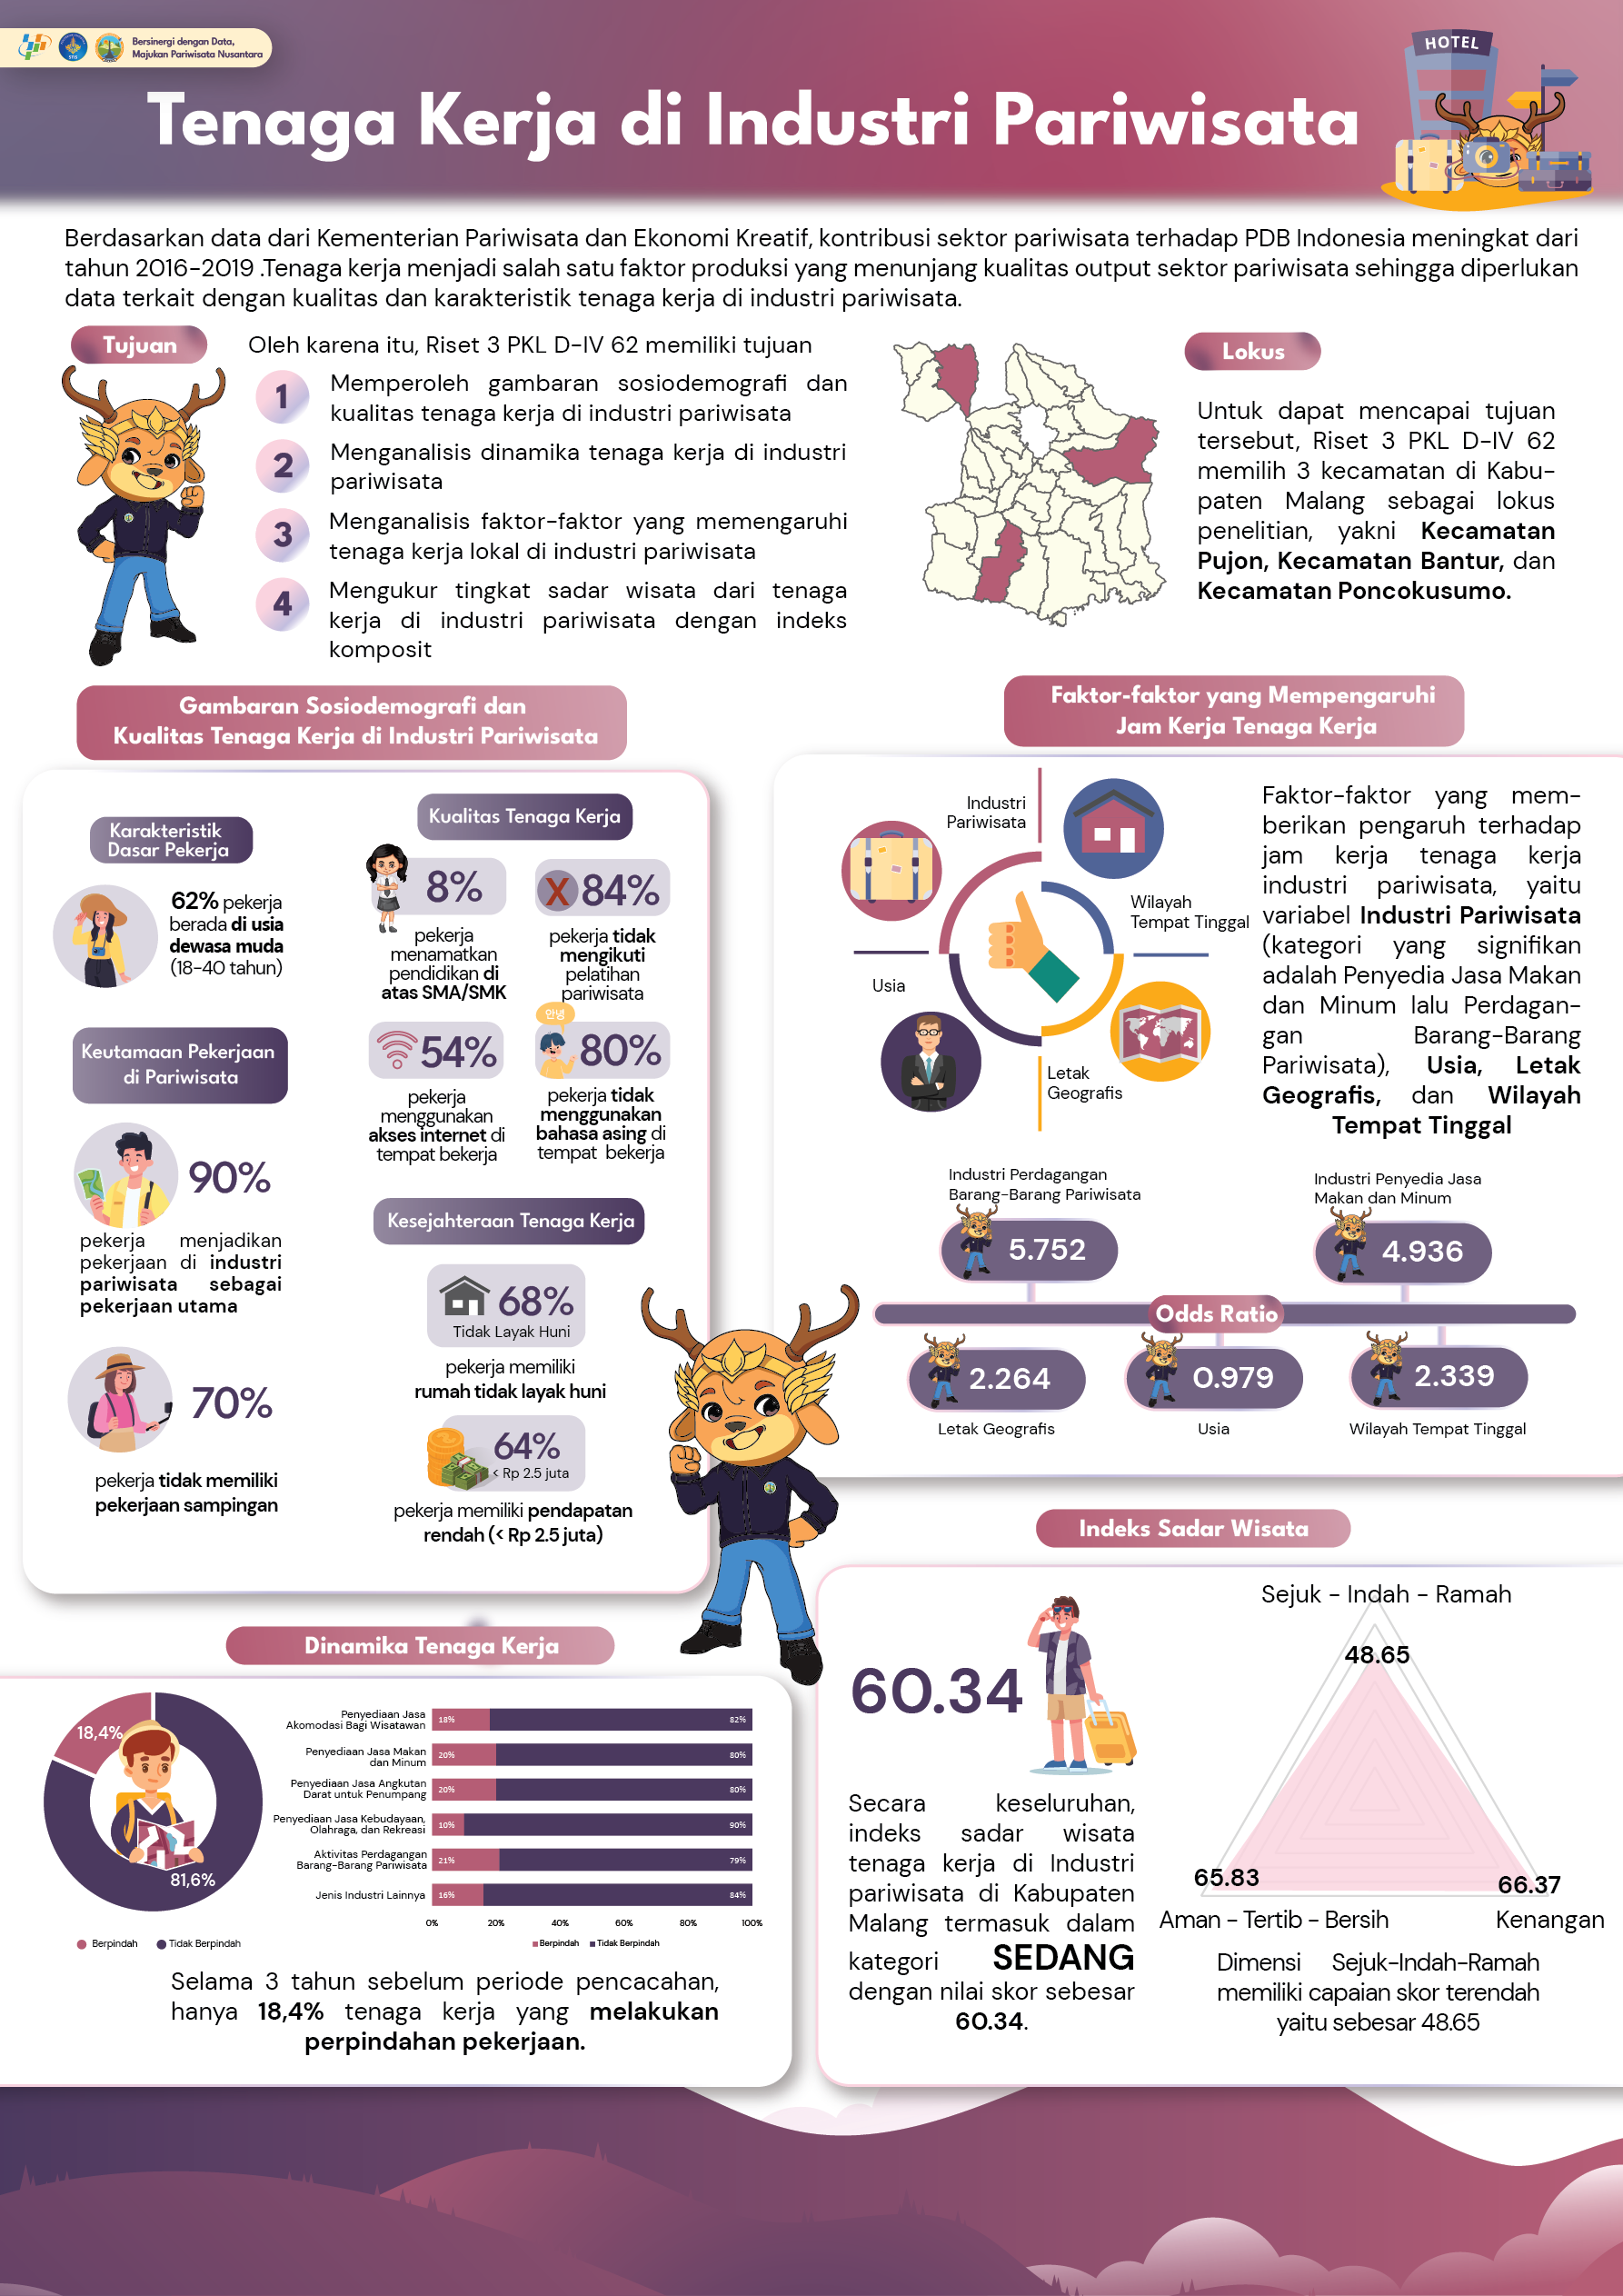 Bersinergi dengan Data,
Majukan Pariwisata Nusantara
HOTEL
Tenaga Kerja di Industri Pariwisata
Berdasarkan data dari Kementerian Pariwisata dan Ekonomi Kreatif, kontribusi sektor pariwisata terhadap PDB Indonesia meningkat dari
tahun 2016-2019 .Tenaga kerja menjadi salah satu faktor produksi yang menunjang kualitas output sektor pariwisata sehingga diperlukan
data terkait dengan kualitas dan karakteristik tenaga kerja di industri pariwisata.
Tujuan
Oleh karena itu, Riset 3 PKL D-IV 62 memiliki tujuan
1
Memperoleh gambaran sosiodemografi dan
kualitas tenaga kerja di industri pariwisata
2
Menganalisis dinamika tenaga kerja di industri
pariwisata
3
Menganalisis faktor-faktor yang memengaruhi
tenaga kerja lokal di industri pariwisata
4
Mengukur tingkat sadar wisata dari tenaga
kerja di industri pariwisata dengan indeks
komposit
Lokus
Untuk dapat mencapai tujuan
tersebut, Riset 3 PKL D-IV 62
memilih 3 kecamatan di Kabu-
paten Malang sebagai lokus
penelitian, yakni Kecamatan
Pujon, Kecamatan Bantur, dan
Kecamatan Poncokusumo.
Gambaran Sosiodemografi dan
Kualitas Tenaga Kerja di Industri Pariwisata
Karakteristik
Dasar Pekerja
62% pekerja
berada di usia
dewasa muda
(18-40 tahun)
Keutamaan Pekerjaan
di Pariwisata
90%
pekerja menjadikan
pekerjaan di industri
pariwisata sebagai
pekerjaan utama
70%
pekerja tidak memiliki
pekerjaan sampingan
Kualitas Tenaga Kerja
8%
pekerja
menamatkan
pendidikan di
atas SMA/SMK
X 84%
pekerja tidak
mengikuti
pelatihan
pariwisata
54%
pekerja
menggunakan
akses internet di
tempat bekerja
안녕
80%
pekerja tidak
menggunakan
bahasa asing di
tempat bekerja
Kesejahteraan Tenaga Kerja
68%
Tidak Layak Huni
pekerja memiliki
rumah tidak layak huni
64%
< Rp 2.5 juta
pekerja memiliki pendapatan
rendah (< Rp 2.5 juta)
Faktor-faktor yang Mempengaruhi
Jam Kerja Tenaga Kerja
Industri
Pariwisata
Wilayah
Tempat Tinggal
Usia
Letak
Geografis
Faktor-faktor yang mem-
berikan pengaruh terhadap
jam kerja tenaga kerja
industri pariwisata, yaitu
variabel Industri Pariwisata
(kategori yang signifikan
adalah Penyedia Jasa Makan
dan Minum lalu Perdagan-
gan Barang-Barang
Pariwisata), Usia, Letak
Geografis, dan Wilayah
Tempat Tinggal
Industri Perdagangan
Barang-Barang Pariwisata
5.752
Industri Penyedia Jasa
Makan dan Minum
4.936
Odds Ratio
2.264
Letak Geografis
0.979
Usia
2.339
Wilayah Tempat Tinggal
Dinamika Tenaga Kerja
18,4%
81,6%
Berpindah
Tidak Berpindah
Penyediaan Jasa
Akomodasi Bagi Wisatawan
18%
82%
Penyediaan Jasa Makan
dan Minum
20%
80%
Penyediaan Jasa Angkutan
Darat untuk Penumpang
20%
80%
Penyediaan Jasa Kebudayaan,
Olahraga, dan Rekreasi
10%
90%
Aktivitas Perdagangan
Barang-Barang Pariwisata
21%
79%
Jenis Industri Lainnya
16%
84%
0% 20% 40% 60% 80% 100%
Berpindah Tidak Berpindah
Selama 3 tahun sebelum periode pencacahan,
hanya 18,4% tenaga kerja yang melakukan
perpindahan pekerjaan.
Indeks Sadar Wisata
60.34
Secara keseluruhan,
indeks sadar wisata
tenaga kerja di Industri
pariwisata di Kabupaten
Malang termasuk dalam
kategori SEDANG
dengan nilai skor sebesar
60.34.
Sejuk - Indah - Ramah
48.65
65.83
66.37
Aman - Tertib - Bersih
Kenangan
Dimensi Sejuk-Indah-Ramah
memiliki capaian skor terendah
yaitu sebesar 48.65